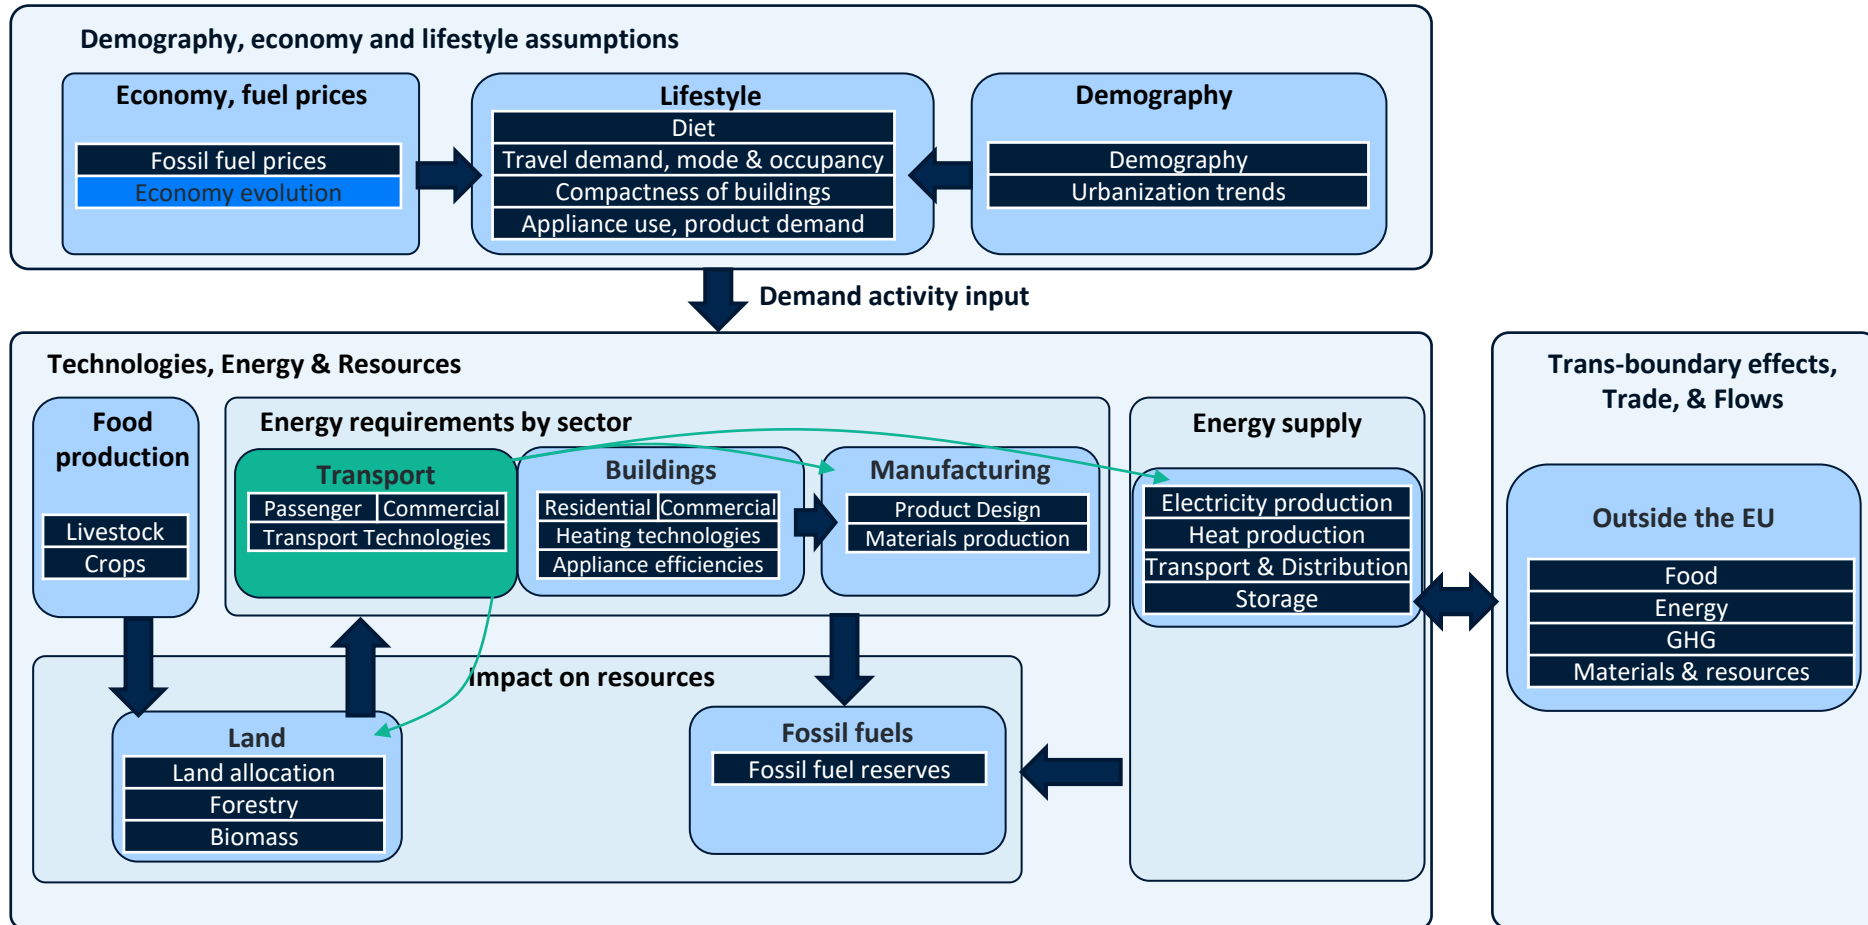 Demography, economy and lifestyle assumptions
Economy, fuel prices
Fossil fuel prices
Economy evolution
Lifestyle
Diet
Travel demand, mode & occupancy
Compactness of buildings
Appliance use, product demand
Demography
Demography
Urbanization trends
Demand activity input
Technologies, Energy & Resources
Food
production
Livestock
Crops
Energy requirements by sector
Transport
Passenger
Commercial
Transport Technologies
Buildings
Residential
Commercial
Heating technologies
Appliance efficiencies
Manufacturing
Product Design
Materials production
Energy supply
Electricity production
Heat production
Transport & Distribution
Storage
Impact on resources
Land
Land allocation
Forestry
Biomass
Fossil fuels
Fossil fuel reserves
Trans-boundary effects,
Trade, & Flows
Outside the EU
Food
Energy
GHG
Materials & resources